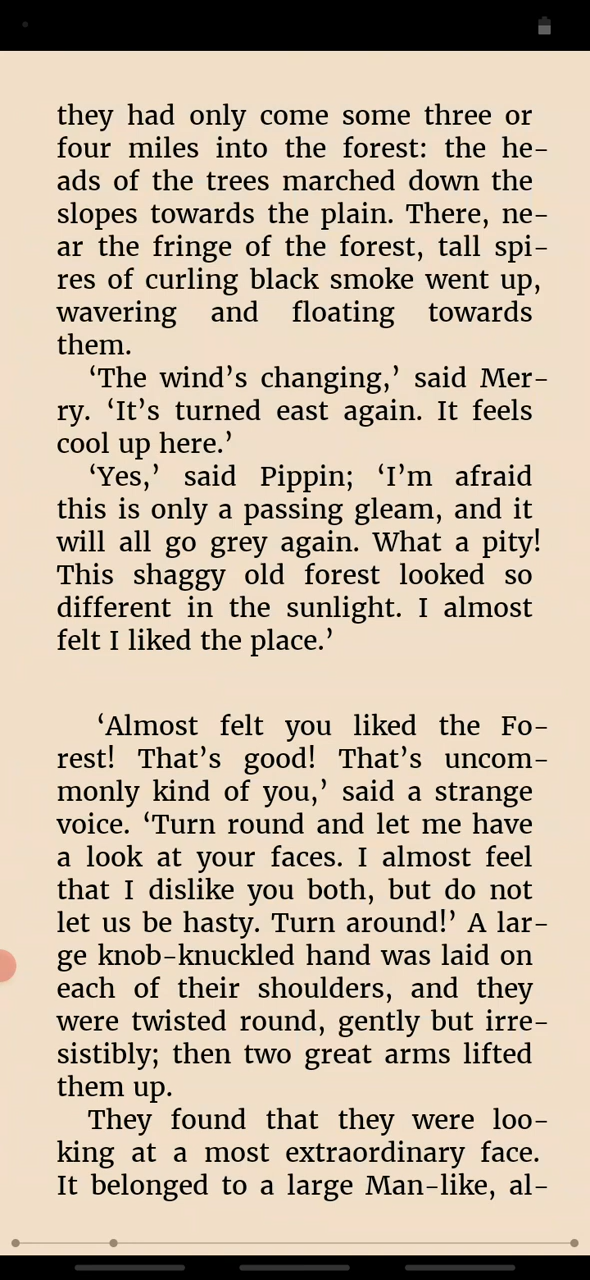 they had only come some three or
four miles into the forest: the he-
ads of the trees marched down the
slopes towards the plain. There, ne-
ar the fringe of the forest, tall spi-
res of curling black smoke went up,
wavering and floating towards
them.
‘The wind’s changing,’ said Mer-
ry. ‘It’s turned east again. It feels
cool up here.’
‘Yes,’ said Pippin; ‘I’m afraid
this is only a passing gleam, and it
will all go grey again. What a pity!
This shaggy old forest looked so
different in the sunlight. I almost
felt I liked the place.’
‘Almost felt you liked the Fo-
rest! That’s good! That’s uncom-
monly kind of you,’ said a strange
voice. ‘Turn round and let me have
a look at your faces. I almost feel
that I dislike you both, but do not
let us be hasty. Turn around!’ A lar-
ge knob-knuckled hand was laid on
each of their shoulders, and they
were twisted round, gently but irre-
sistibly; then two great arms lifted
them up.
They found that they were loo-
king at a most extraordinary face.
It belonged to a large Man-like, al-